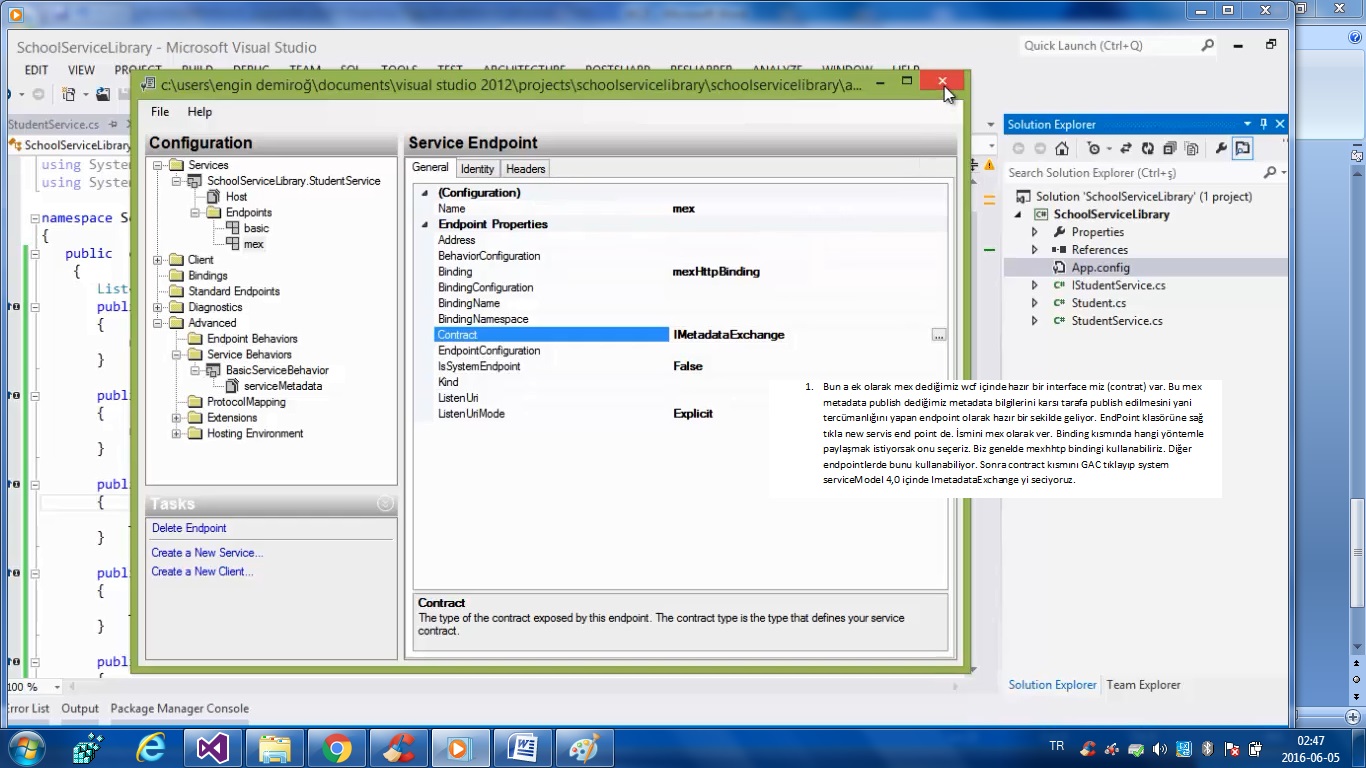 SchoolServiceLibrary - Microsoft Visual Studio
Quick Launch (Ctrl+Q)
EDIT VIEW PROJECT BUILD DEBUG TEAM SQL TOOLS TEST ARCHITECTURE RESHARPER ANALYZE WINDOW HELP
c:\users\engin demiroğ\documents\visual studio 2012\projects\schoolservicelibrary\schoolservicelibrary\a...
File Help
StudentService.cs
SchoolServiceLibrary
using System
using System
namespace Sc
{
public
{
List
publ
{
}
publ
{
}
publ
{
}
publ
{
}
publ
100 %
Configuration
Services
SchoolServiceLibrary.StudentService
Host
Endpoints
basic
mex
Client
Bindings
Standard Endpoints
Diagnostics
Advanced
Endpoint Behaviors
Service Behaviors
BasicServiceBehavior
serviceMetadata
ProtocolMapping
Extensions
Hosting Environment
Tasks
Delete Endpoint
Create a New Service...
Create a New Client...
Service Endpoint
General Identity Headers
(Configuration)
Name mex
Endpoint Properties
Address
BehaviorConfiguration
Binding mexHttpBinding
BindingConfiguration
BindingName
BindingNamespace
Contract IMetadataExchange ...
EndpointConfiguration
IsSystemEndpoint False
Kind
ListenUri
ListenUriMode Explicit
Contract
The type of the contract exposed by this endpoint. The contract type is the type that defines your service
contract.
1. Bun a ek olarak mex dediğimiz wcf içinde hazır bir interface miz (contrat) var. Bu mex
metadata publish dediğimiz metadata bilgilerini karsı tarafa publish edilmesini yani
tercümanlığını yapan endpoint olarak hazır bir sekilde geliyor. EndPoint klasörüne sağ
tıkla new servis end point de. İsmini mex olarak ver. Binding kısmında hangi yöntemle
paylaşmak istiyorsak onu seçeriz. Biz genelde mexhhtp bindingi kullanabiliriz. Diğer
endpointlerde bunu kullanabiliyor. Sonra contract kısmını GAC tıklayıp system
serviceModel 4,0 içinde ImetadataExchange yi seciyoruz.
Solution Explorer
Search Solution Explorer (Ctrl+ş)
Solution 'SchoolServiceLibrary' (1 project)
SchoolServiceLibrary
Properties
References
App.config
IStudentService.cs
Student.cs
StudentService.cs
Solution Explorer Team Explorer
Error List Output Package Manager Console
TR
02:47
2016-06-05